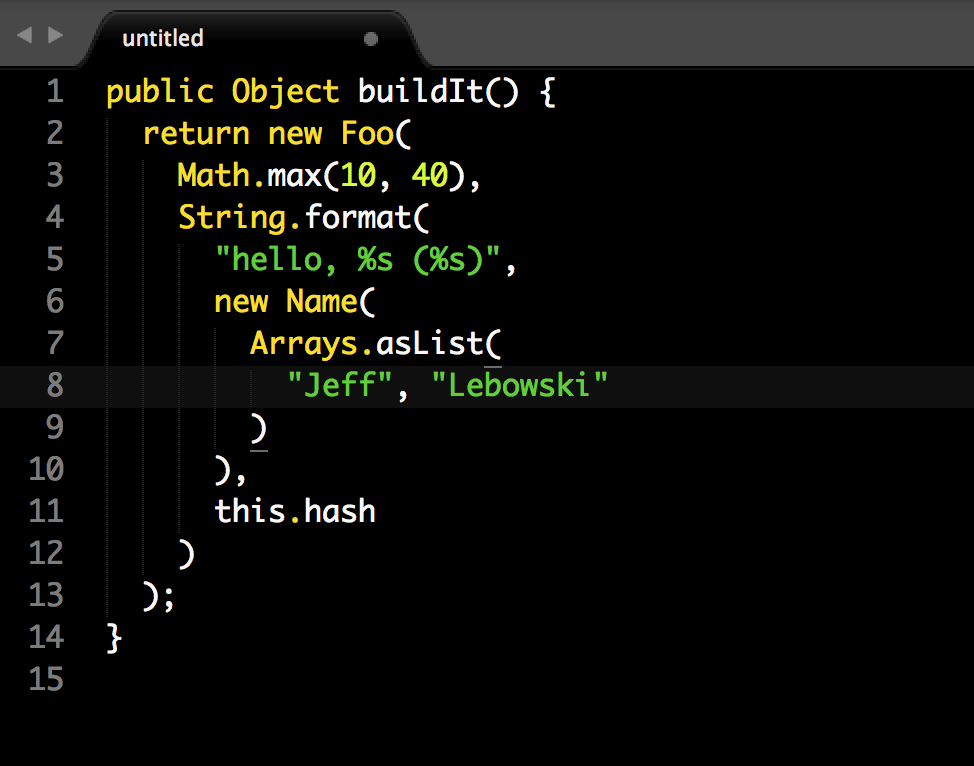 untitled
1 public Object buildIt() {
2   return new Foo(
3     Math.max(10, 40),
4     String.format(
5       "hello, %s (%s)",
6       new Name(
7         Arrays.asList(
8           "Jeff", "Lebowski"
9         )
10       ),
11       this.hash
12     )
13   );
14 }
15